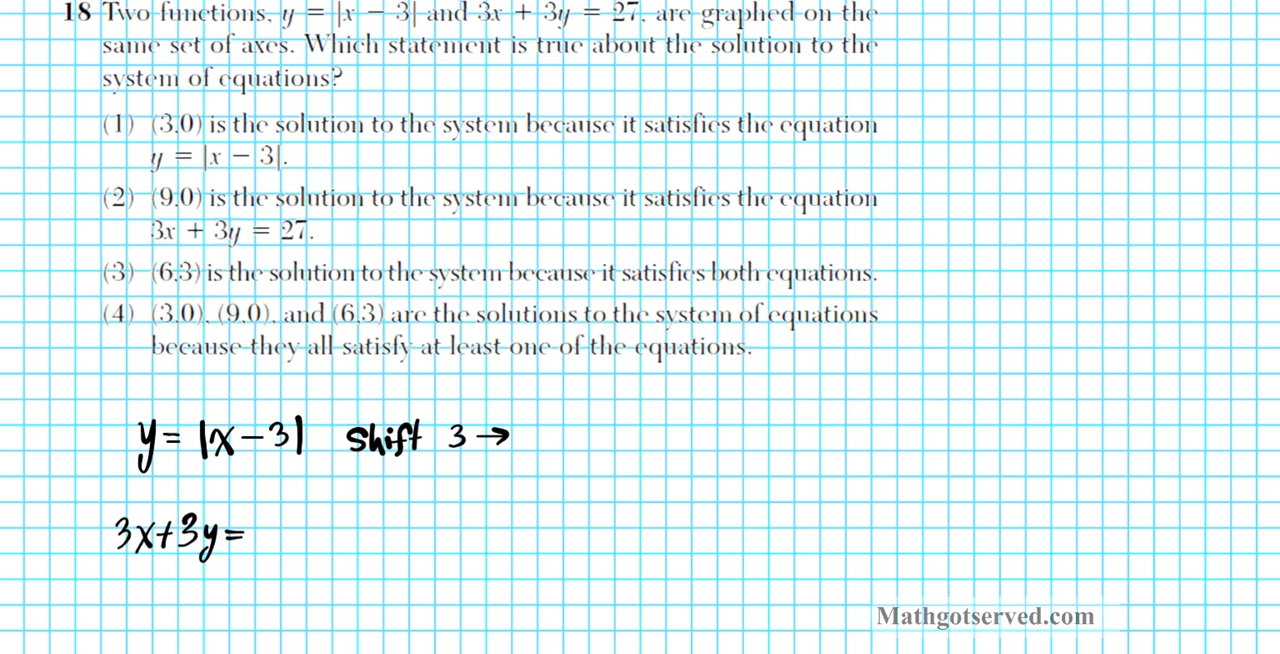 18 Two functions, y = |x − 3| and 3x + 3y = 27, are graphed on the
same set of axes. Which statement is true about the solution to the
system of equations?
(1) (3,0) is the solution to the system because it satisfies the equation
y = |x − 3|.
(2) (9,0) is the solution to the system because it satisfies the equation
3x + 3y = 27.
(3) (6,3) is the solution to the system because it satisfies both equations.
(4) (3,0), (9,0), and (6,3) are the solutions to the system of equations
because they all satisfy at least one of the equations.
y = |x − 3| shift 3 →
3x + 3y =
Mathgotserved.com